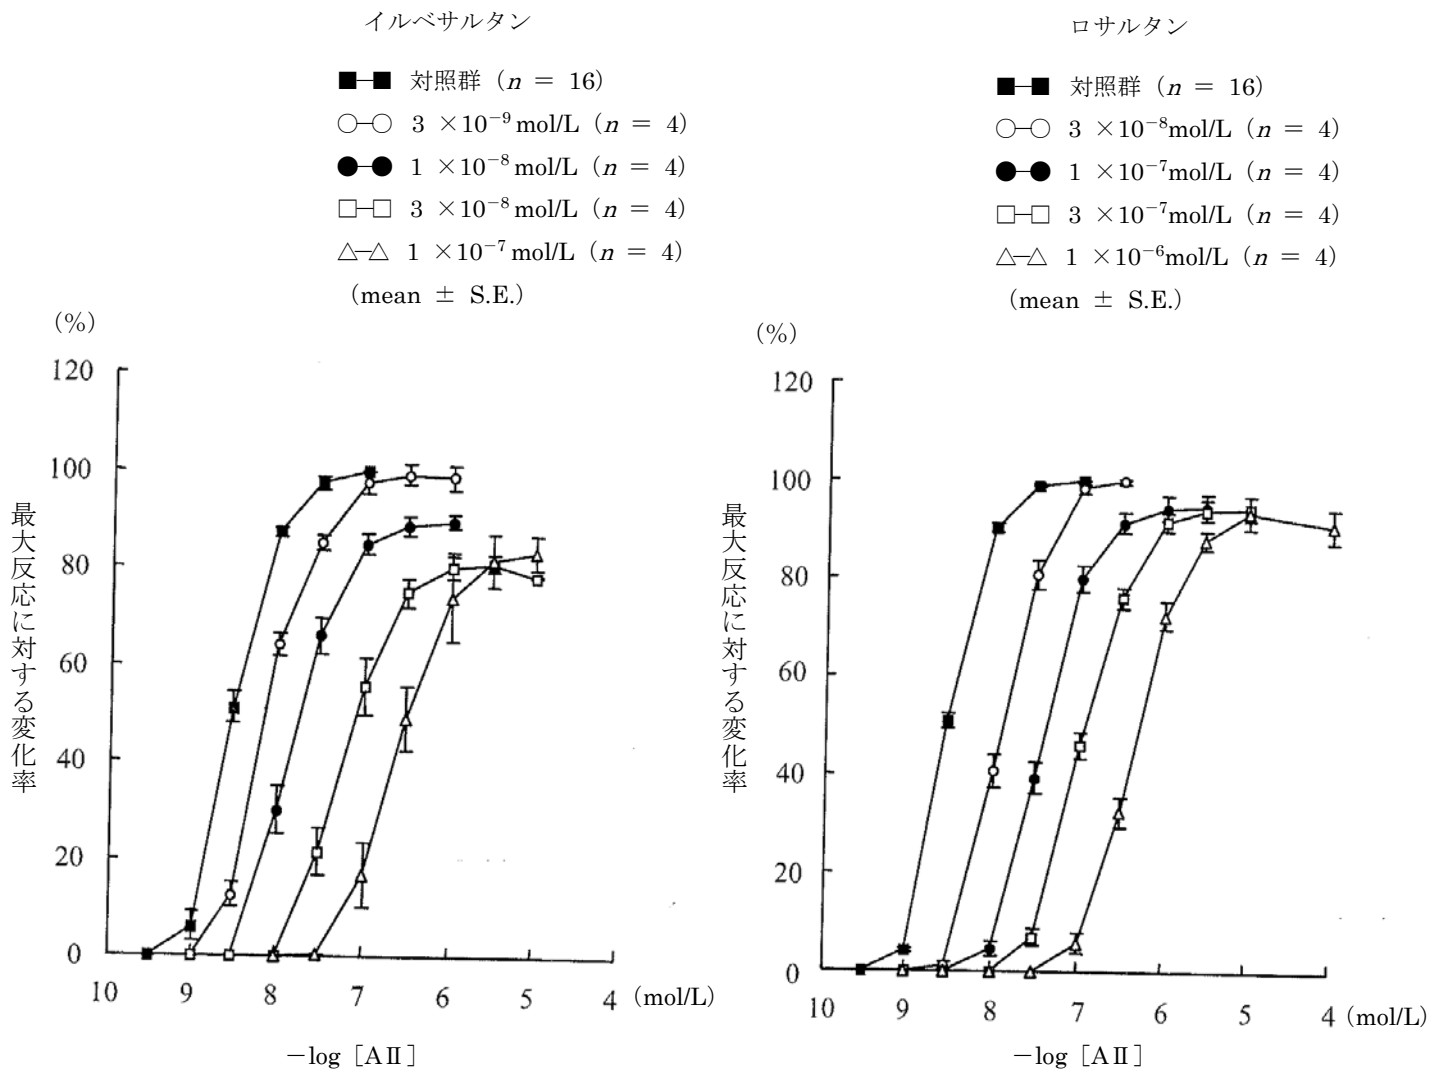 イルベサルタン
■─■ 対照群（n = 16）
○─○ 3 ×10⁻⁹ mol/L（n = 4）
●─● 1 ×10⁻⁸ mol/L（n = 4）
□─□ 3 ×10⁻⁸ mol/L（n = 4）
△─△ 1 ×10⁻⁷ mol/L（n = 4）
（mean ± S.E.）
（%）
120
100
80
60
40
20
0
最大反応に対する変化率
10 9 8 7 6 5 4（mol/L）
－log［AⅡ］
ロサルタン
■─■ 対照群（n = 16）
○─○ 3 ×10⁻⁸mol/L（n = 4）
●─● 1 ×10⁻⁷mol/L（n = 4）
□─□ 3 ×10⁻⁷mol/L（n = 4）
△─△ 1 ×10⁻⁶mol/L（n = 4）
（mean ± S.E.）
（%）
120
100
80
60
40
20
0
最大反応に対する変化率
10 9 8 7 6 5 4（mol/L）
－log［AⅡ］